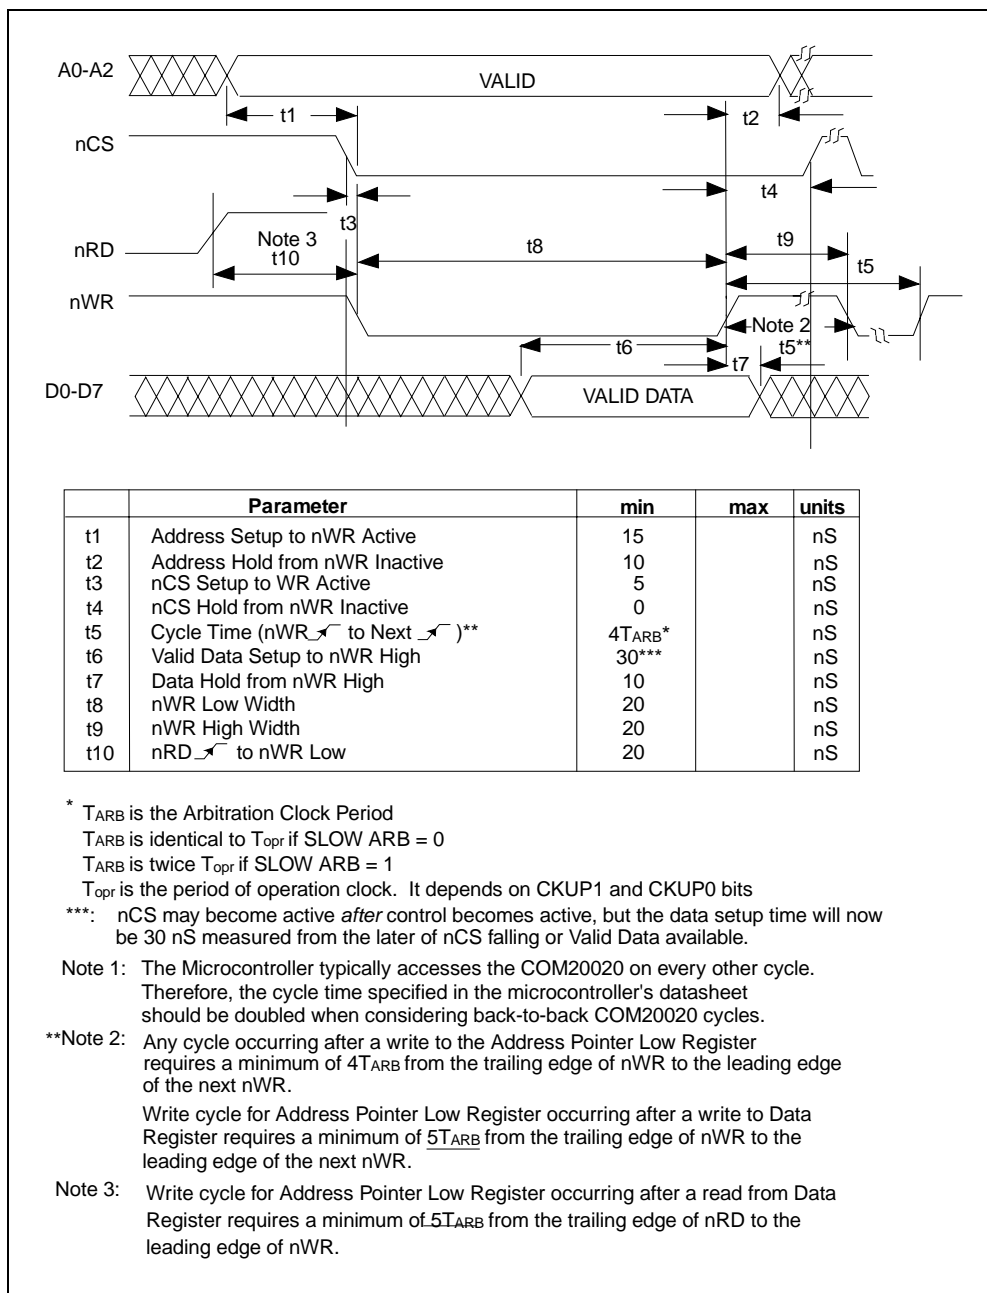 A0-A2
VALID
t1
t2
nCS
t4
t3
nRD
Note 3
t10
t8
t9
t5
nWR
Note 2
t6
t5**
t7
D0-D7
VALID DATA
Parameter min max units
t1 Address Setup to nWR Active 15 nS
t2 Address Hold from nWR Inactive 10 nS
t3 nCS Setup to WR Active 5 nS
t4 nCS Hold from nWR Inactive 0 nS
t5 Cycle Time (nWR to Next )** 4TARB* nS
t6 Valid Data Setup to nWR High 30*** nS
t7 Data Hold from nWR High 10 nS
t8 nWR Low Width 20 nS
t9 nWR High Width 20 nS
t10 nRD to nWR Low 20 nS
* TARB is the Arbitration Clock Period
TARB is identical to Topr if SLOW ARB = 0
TARB is twice Topr if SLOW ARB = 1
Topr is the period of operation clock. It depends on CKUP1 and CKUP0 bits
***: nCS may become active after control becomes active, but the data setup time will now
be 30 nS measured from the later of nCS falling or Valid Data available.
Note 1: The Microcontroller typically accesses the COM20020 on every other cycle.
Therefore, the cycle time specified in the microcontroller's datasheet
should be doubled when considering back-to-back COM20020 cycles.
**Note 2: Any cycle occurring after a write to the Address Pointer Low Register
requires a minimum of 4TARB from the trailing edge of nWR to the leading edge
of the next nWR.
Write cycle for Address Pointer Low Register occurring after a write to Data
Register requires a minimum of 5TARB from the trailing edge of nWR to the
leading edge of the next nWR.
Note 3: Write cycle for Address Pointer Low Register occurring after a read from Data
Register requires a minimum of 5TARB from the trailing edge of nRD to the
leading edge of nWR.